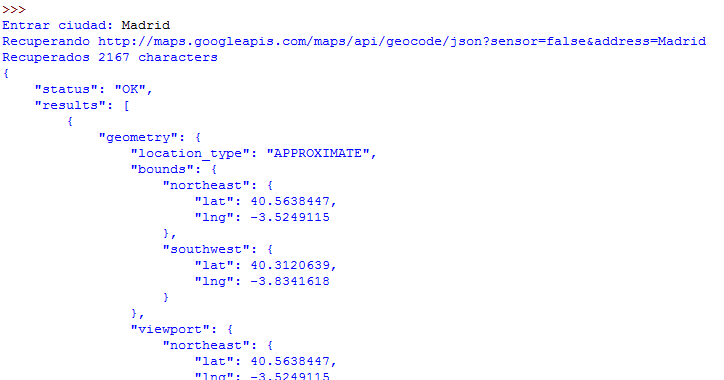 >>>
Entrar ciudad: Madrid
Recuperando http://maps.googleapis.com/maps/api/geocode/json?sensor=false&address=Madrid
Recuperados 2167 characters
{
    "status": "OK",
    "results": [
        {
            "geometry": {
                "location_type": "APPROXIMATE",
                "bounds": {
                    "northeast": {
                        "lat": 40.5638447,
                        "lng": -3.5249115
                    },
                    "southwest": {
                        "lat": 40.3120639,
                        "lng": -3.8341618
                    }
                },
                "viewport": {
                    "northeast": {
                        "lat": 40.5638447,
                        "lng": -3.5249115